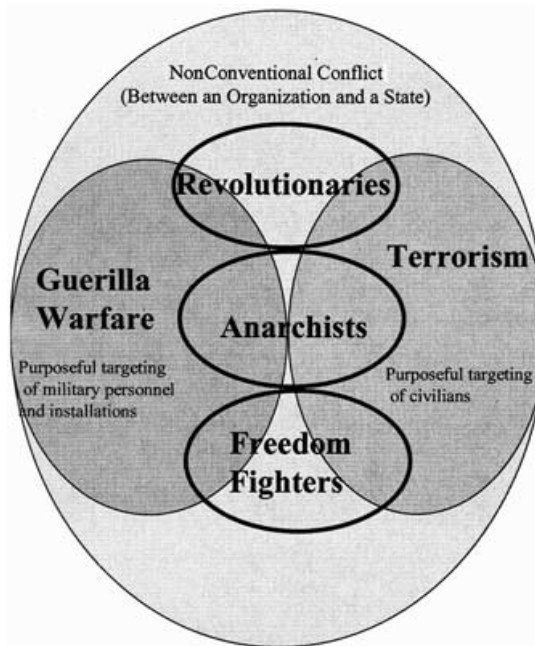 NonConventional Conflict
(Between an Organization and a State)
Revolutionaries
Guerilla
Warfare
Terrorism
Anarchists
Purposeful targeting
of military personnel
and installations
Purposeful targeting
of civilians
Freedom
Fighters